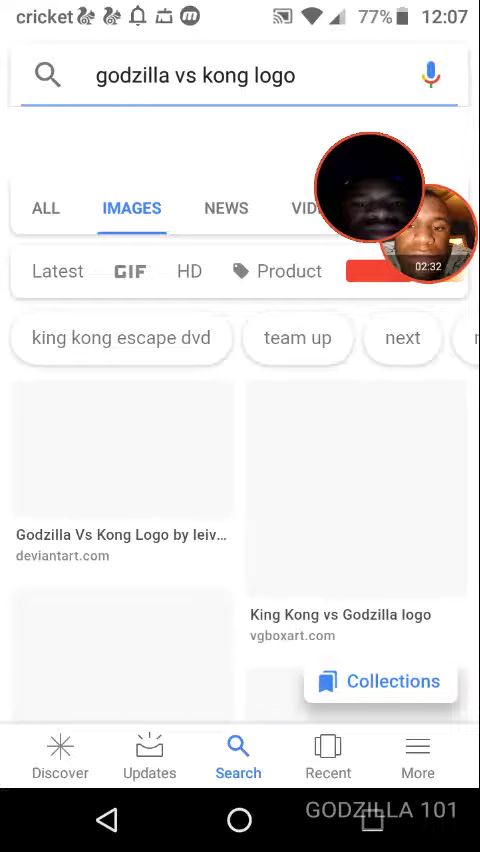 cricket 77% 12:07
godzilla vs kong logo
ALL IMAGES NEWS VID
02:32
Latest GIF HD Product
king kong escape dvd team up next
Godzilla Vs Kong Logo by leiv...
deviantart.com
King Kong vs Godzilla logo
vgboxart.com
Collections
Discover Updates Search Recent More
GODZILLA 101